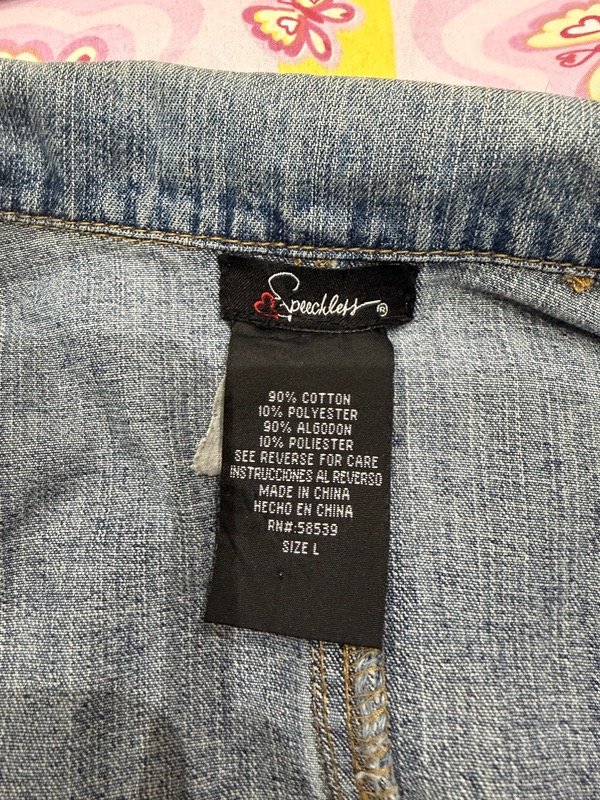 Speechless ®
90% COTTON
10% POLYESTER
90% ALGODON
10% POLIESTER
SEE REVERSE FOR CARE
INSTRUCCIONES AL REVERSO
MADE IN CHINA
HECHO EN CHINA
RN#:58539
SIZE L